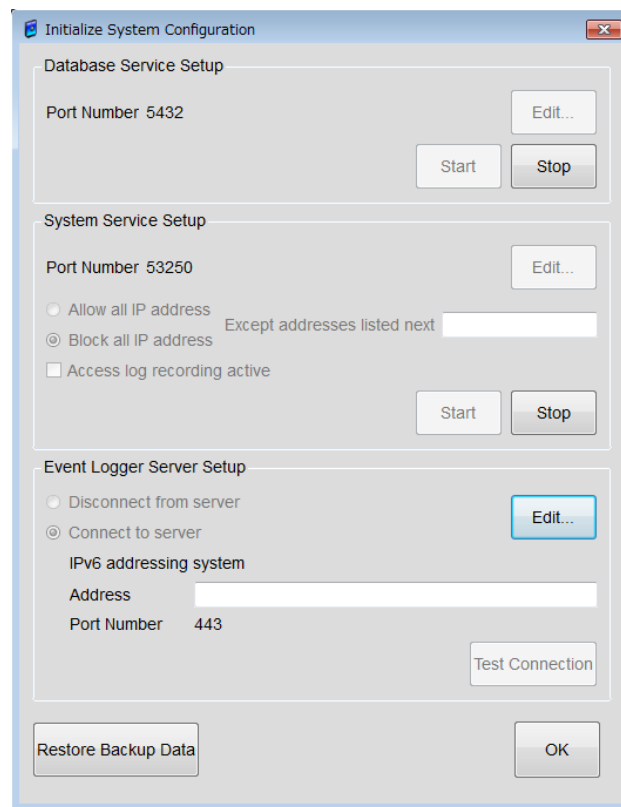 Initialize System Configuration
Database Service Setup
Port Number 5432
Edit...
Start
Stop
System Service Setup
Port Number 53250
Edit...
Allow all IP address
Except addresses listed next
Block all IP address
Access log recording active
Start
Stop
Event Logger Server Setup
Disconnect from server
Edit...
Connect to server
IPv6 addressing system
Address
Port Number 443
Test Connection
Restore Backup Data
OK